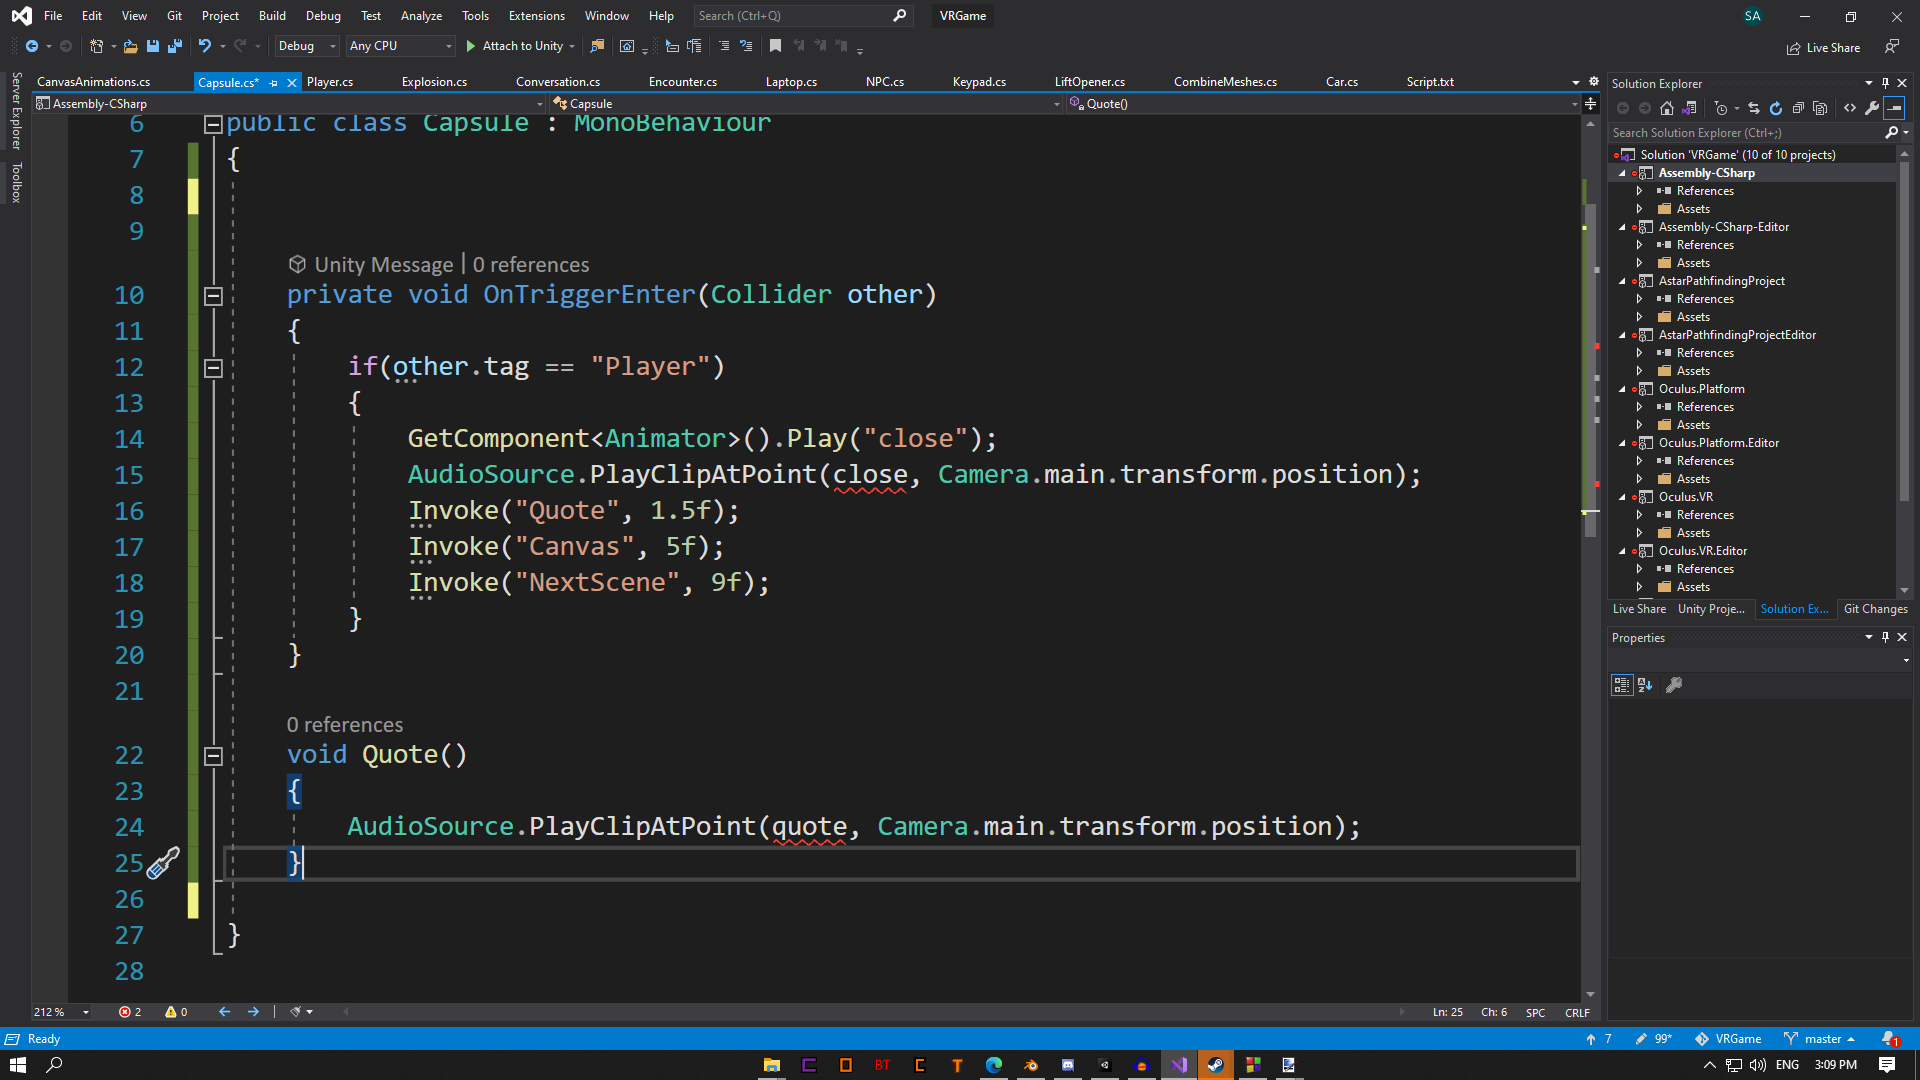 File Edit View Git Project Build Debug Test Analyze Tools Extensions Window Help Search (Ctrl+Q) VRGame SA
Debug Any CPU Attach to Unity Live Share
CanvasAnimations.cs Capsule.cs* Player.cs Explosion.cs Conversation.cs Encounter.cs Laptop.cs NPC.cs Keypad.cs LiftOpener.cs CombineMeshes.cs Car.cs Script.txt
Assembly-CSharp Capsule Quote()
Server Explorer
Toolbox
6 public class Capsule : MonoBehaviour
7 {
8
9
Unity Message | 0 references
10 private void OnTriggerEnter(Collider other)
11 {
12 if(other.tag == "Player")
13 {
14 GetComponent<Animator>().Play("close");
15 AudioSource.PlayClipAtPoint(close, Camera.main.transform.position);
16 Invoke("Quote", 1.5f);
17 Invoke("Canvas", 5f);
18 Invoke("NextScene", 9f);
19 }
20 }
21
0 references
22 void Quote()
23 {
24 AudioSource.PlayClipAtPoint(quote, Camera.main.transform.position);
25 }
26
27 }
28
212 % 2 0 Ln: 25 Ch: 6 SPC CRLF
Solution Explorer
Search Solution Explorer (Ctrl+;)
Solution 'VRGame' (10 of 10 projects)
Assembly-CSharp
References
Assets
Assembly-CSharp-Editor
References
Assets
AstarPathfindingProject
References
Assets
AstarPathfindingProjectEditor
References
Assets
Oculus.Platform
References
Assets
Oculus.Platform.Editor
References
Assets
Oculus.VR
References
Assets
Oculus.VR.Editor
References
Assets
Live Share Unity Proje... Solution Ex... Git Changes
Properties
Ready 7 99* VRGame master 1
BT T ENG 3:09 PM